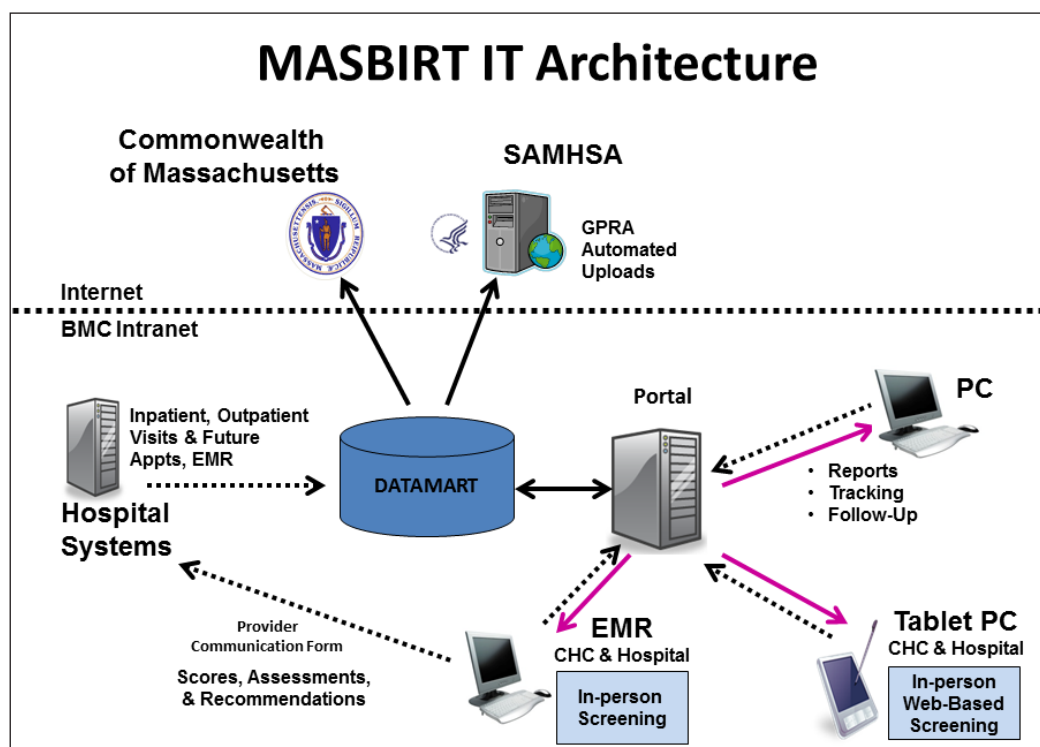 MASBIRT IT Architecture
Commonwealth
of Massachusetts
SAMHSA
GPRA
Automated
Uploads
Internet
BMC Intranet
Inpatient, Outpatient
Visits & Future
Appts, EMR
Hospital
Systems
DATAMART
Portal
PC
• Reports
• Tracking
• Follow-Up
Provider
Communication Form
Scores, Assessments,
& Recommendations
EMR
CHC & Hospital
In-person
Screening
Tablet PC
CHC & Hospital
In-person
Web-Based
Screening